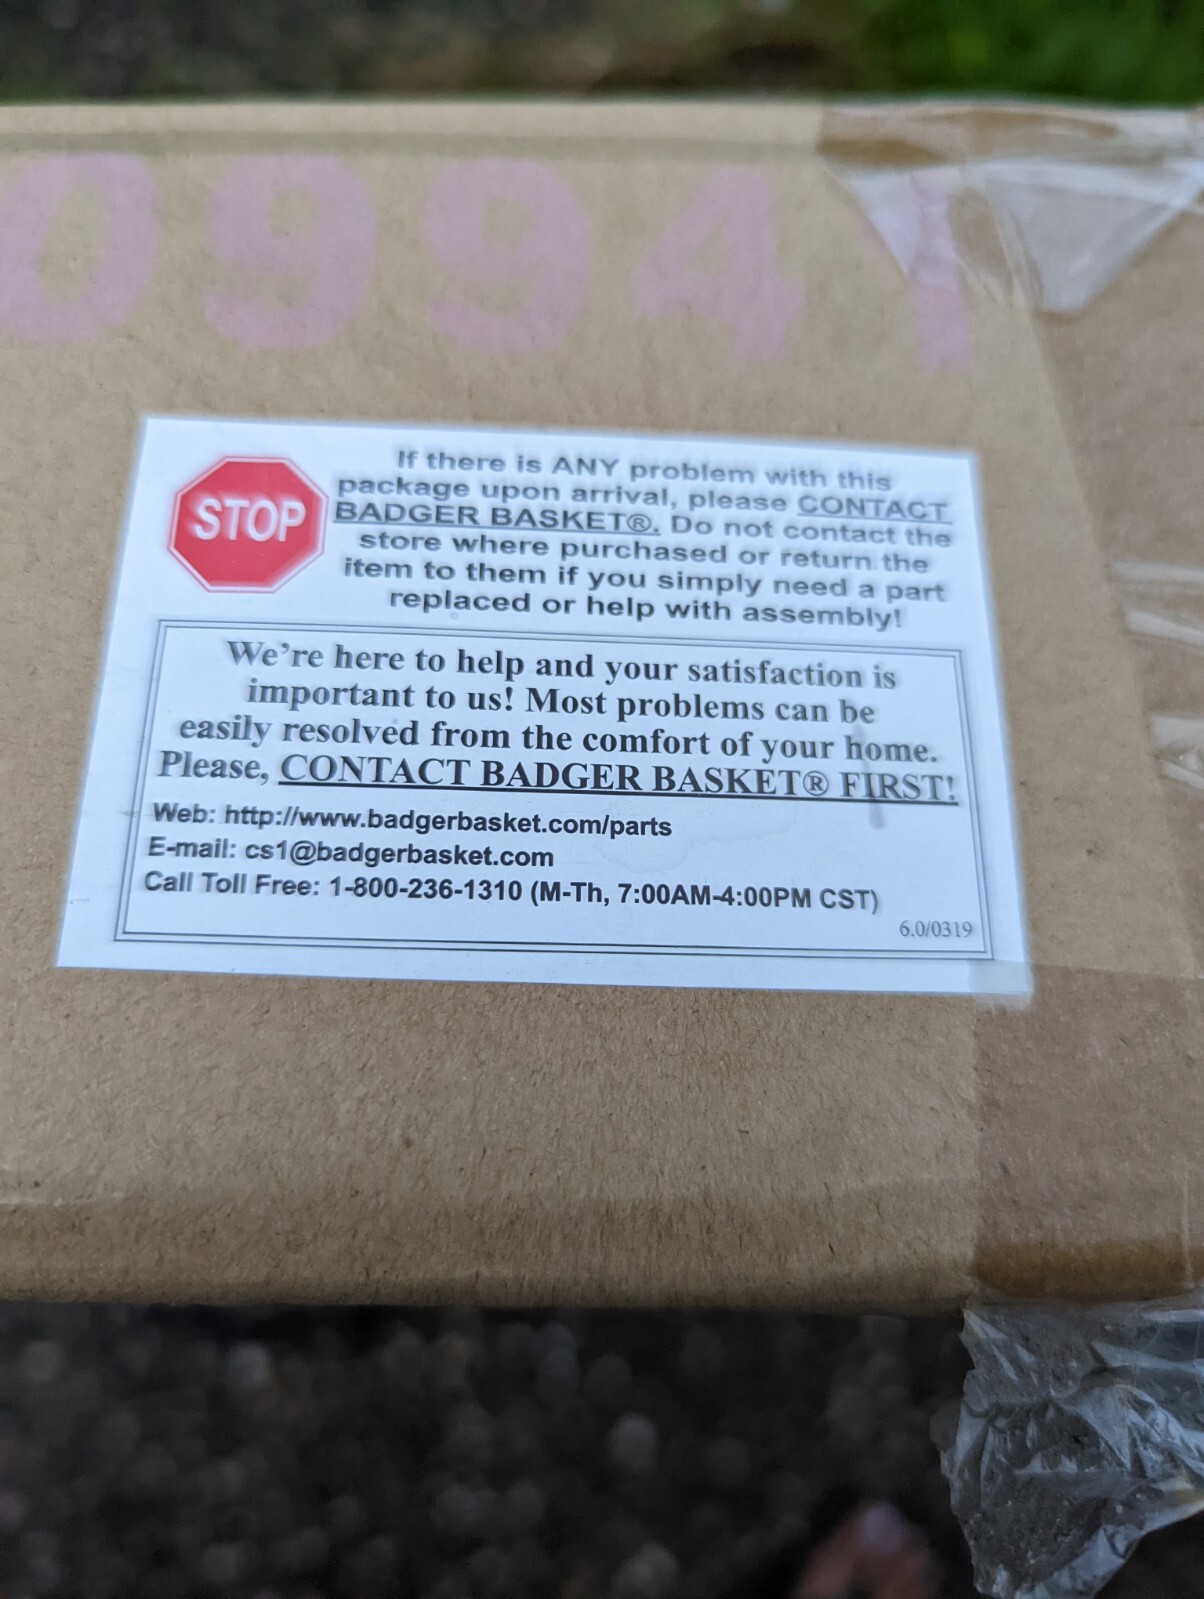 09941
STOP
If there is ANY problem with this
package upon arrival, please CONTACT
BADGER BASKET®. Do not contact the
store where purchased or return the
item to them if you simply need a part
replaced or help with assembly!
We're here to help and your satisfaction is
important to us! Most problems can be
easily resolved from the comfort of your home.
Please, CONTACT BADGER BASKET® FIRST!
Web: http://www.badgerbasket.com/parts
E-mail: cs1@badgerbasket.com
Call Toll Free: 1-800-236-1310 (M-Th, 7:00AM-4:00PM CST)
6.0/0319